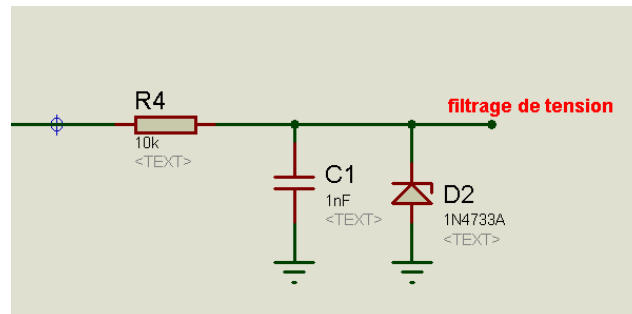 R4
filtrage de tension
10k
<TEXT>
C1
1nF
<TEXT>
D2
1N4733A
<TEXT>